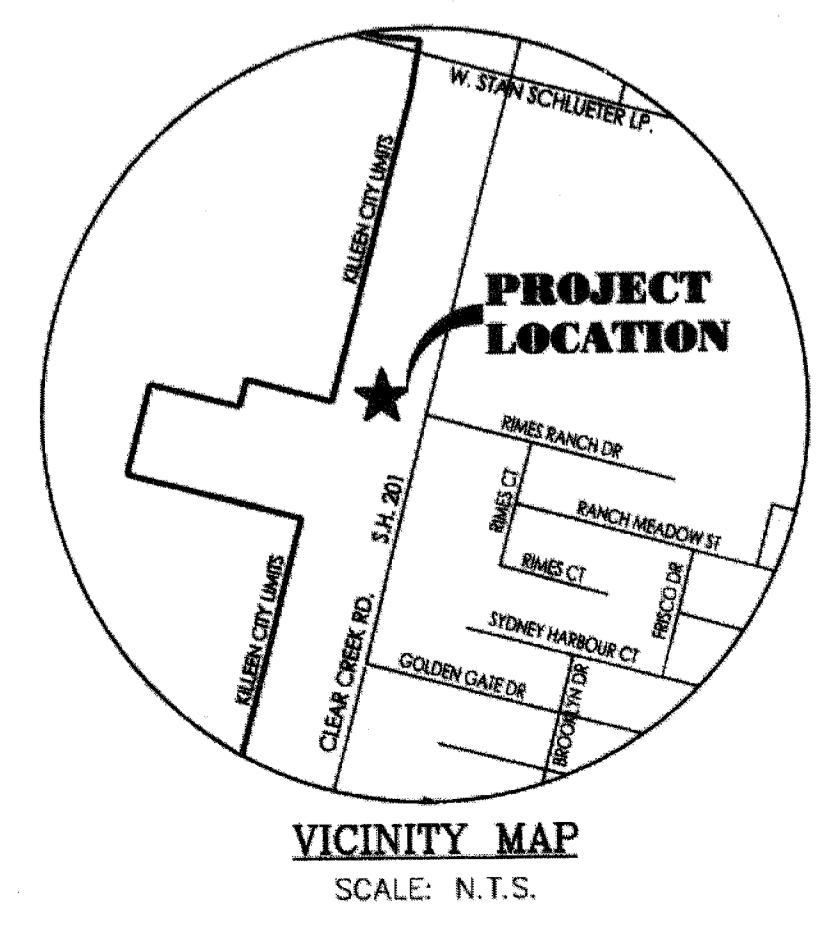 W. STAN SCHLUETER LP.
KILLEEN CITY LIMITS
PROJECT
LOCATION
RIMES RANCH DR
S.H. 201
RIMES CT
RANCH MEADOW ST
RIMES CT
FRISCO DR
SYDNEY HARBOUR CT
KILLEEN CITY LIMITS
CLEAR CREEK RD.
GOLDEN GATE DR
BROOKLYN DR
VICINITY MAP
SCALE: N.T.S.